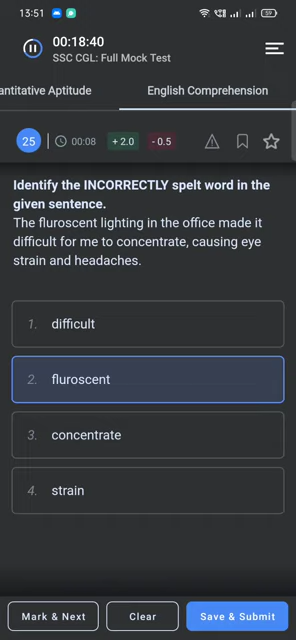 13:51
59
00:18:40
SSC CGL: Full Mock Test
antitative Aptitude English Comprehension
25 00:08 + 2.0 - 0.5
Identify the INCORRECTLY spelt word in the
given sentence.
The fluroscent lighting in the office made it
difficult for me to concentrate, causing eye
strain and headaches.
1. difficult
2. fluroscent
3. concentrate
4. strain
Mark & Next Clear Save & Submit